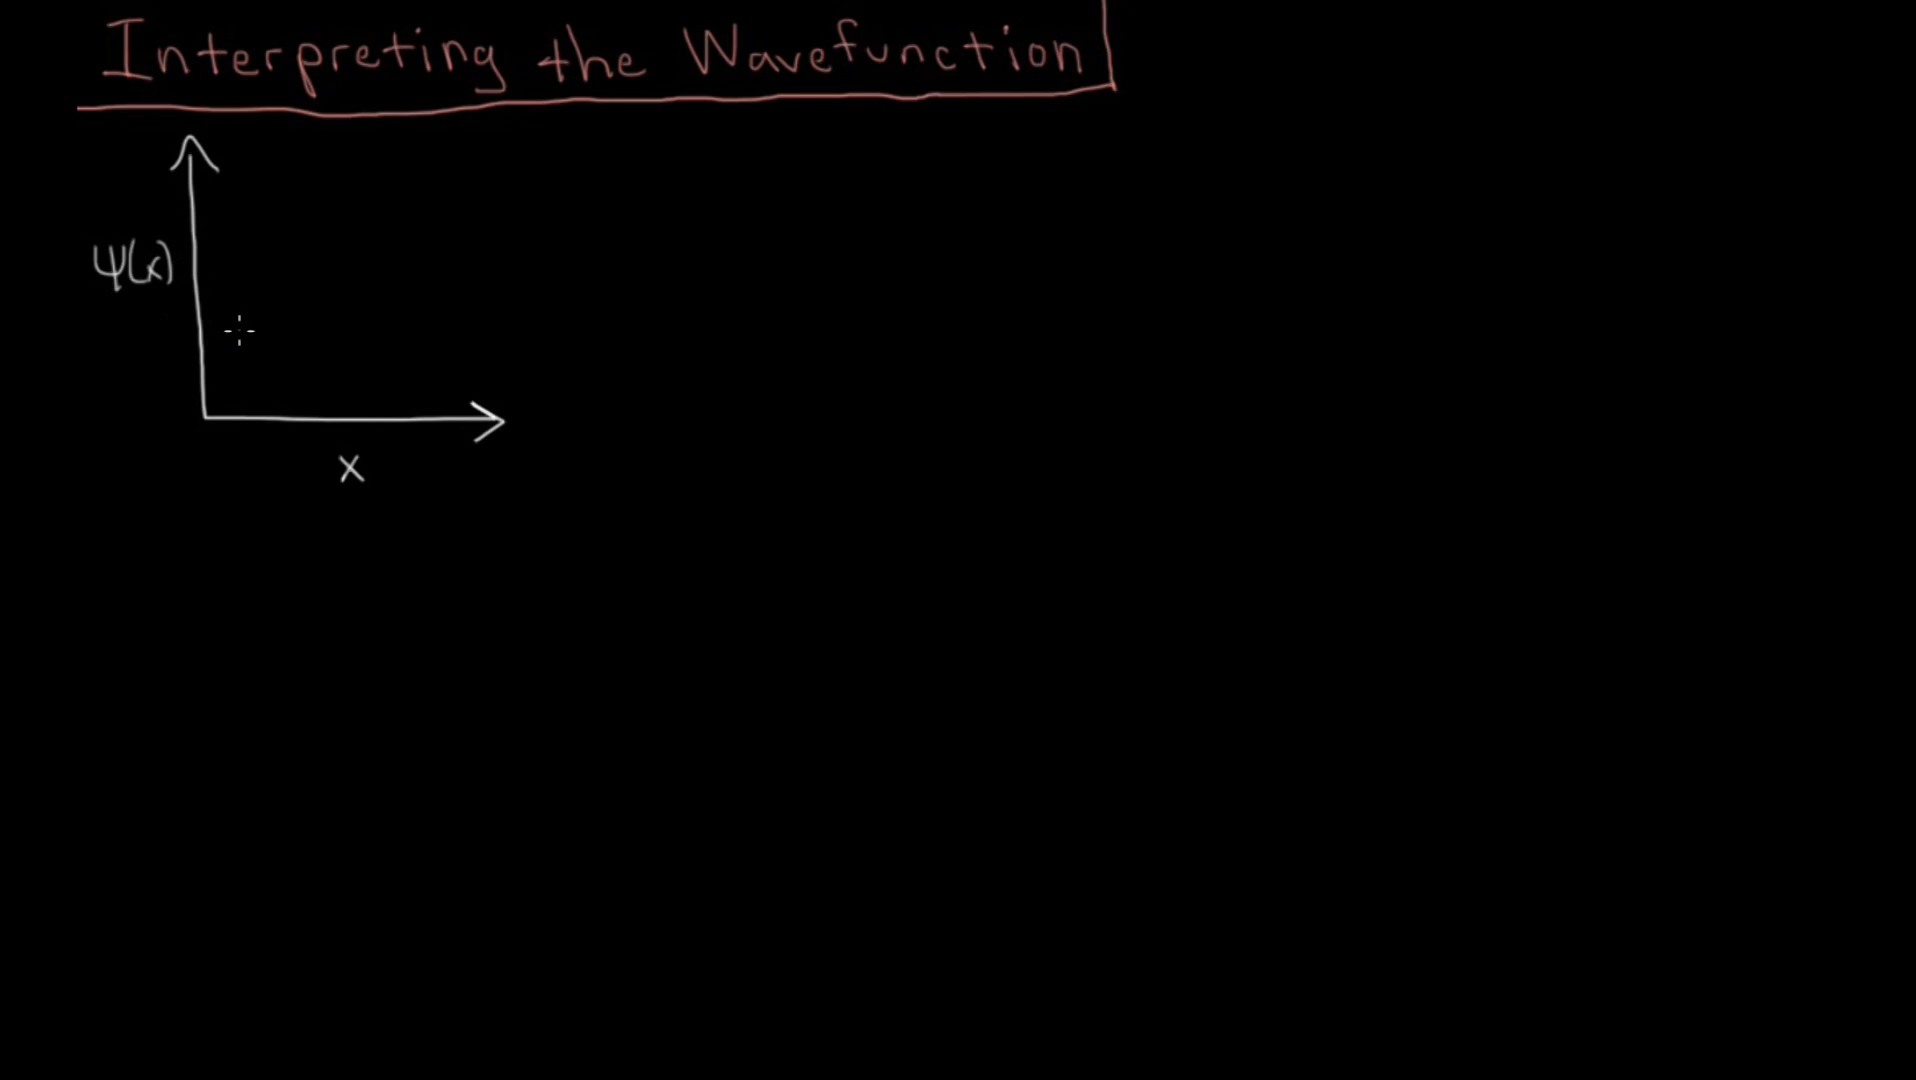 Interpreting the Wavefunction
ψ(x)
x